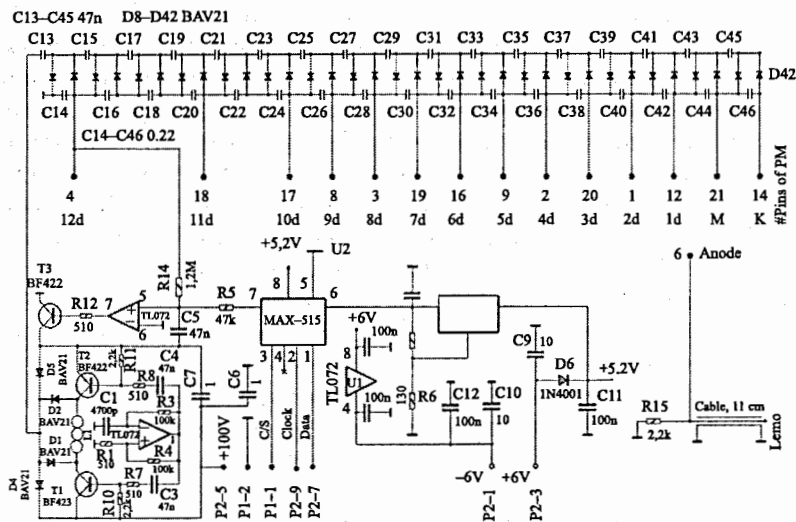 C13–C45 47n D8–D42 BAV21
C13 C15 C17 C19 C21 C23 C25 C27 C29 C31 C33 C35 C37 C39 C41 C43 C45
D42
C14 C16 C18 C20 C22 C24 C26 C28 C30 C32 C34 C36 C38 C40 C42 C44 C46
C14–C46 0.22
4 18 17 8 3 19 16 9 2 20 1 12 21 14
12d 11d 10d 9d 8d 7d 6d 5d 4d 3d 2d 1d M K
#Pins of PM
+5,2V
U2
6 Anode
T3
BF422
R12
510
7
5
6
TL072
R14
1,2M
C5
47n
R5
47k
7
8
5
6
MAX–515
3 4 2 1
+6V
100n
8
TL072
U1
4
100n
130
R6
C12
100n
C10
10
C9
10
D6
1N4001
+5,2V
C11
100n
R15
2,2k
Cable, 11 cm
Lemo
D5
BAV21
T2
BF422
R11
2,2k
C4
47n
R8
510
C7
1
C6
1
D2
BAV21
C1
4700p
R3
100k
TL072
1
D1
BAV21
L1
R1
510
R4
100k
D4
BAV21
T1
BF423
R10
2,2k
R7
510
C3
47n
+100V
C/S
Clock
Data
P2–5
P1–2
P1–1
P2–9
P2–7
–6V
P2–1
+6V
P2–3